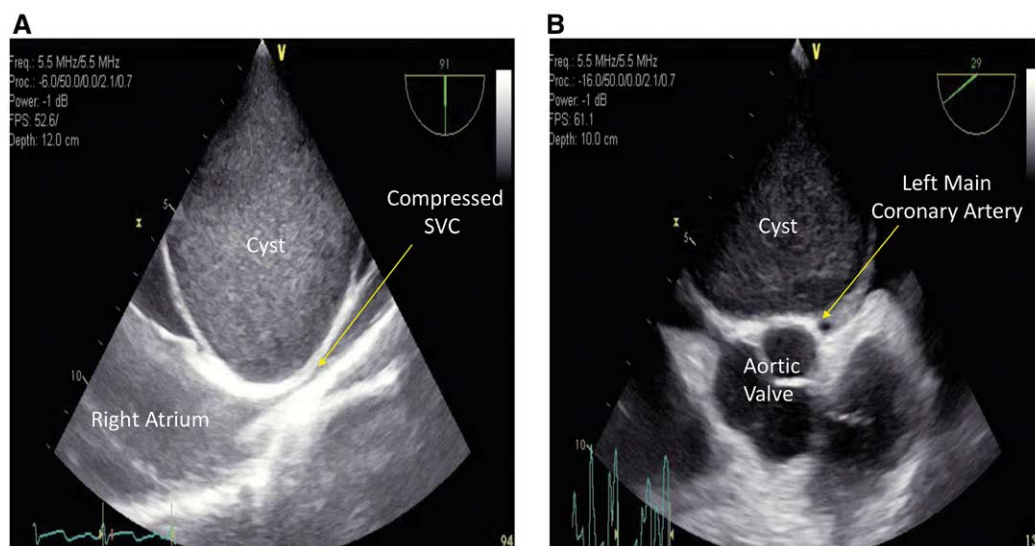 A
V
Freq.: 5.5 MHz/5.5 MHz
Proc.: -6.0/50.0/0.0/2.1/0.7
Power: -1 dB
FPS: 52.6/
Depth: 12.0 cm
91
5
Compressed
SVC
Cyst
10
Right Atrium
94
B
V
Freq.: 5.5 MHz/5.5 MHz
Proc.: -16.0/50.0/0.0/2.1/0.7
Power: -1 dB
FPS: 61.1
Depth: 10.0 cm
29
Left Main
Coronary Artery
Cyst
5
Aortic
Valve
10